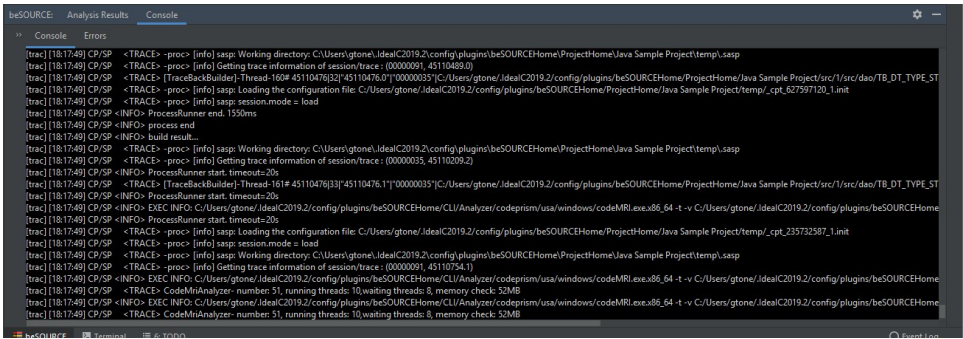 beSOURCE: Analysis Results Console
Console Errors
[trac] [18:17:49] CP/SP <TRACE> -proc> [info] sasp: Working directory: C:\Users\gtone\.IdealC2019.2\config\plugins\beSOURCEHome\ProjectHome\Java Sample Project\temp\.sasp
[trac] [18:17:49] CP/SP <TRACE> -proc> [info] Getting trace information of session/trace : (00000091, 45110489.0)
[trac] [18:17:49] CP/SP <TRACE> [TraceBackBuilder]-Thread-160# 45110476|32|"45110476.0"|"00000035"|C:/Users/gtone/.IdealC2019.2/config/plugins/beSOURCEHome/ProjectHome/Java Sample Project/src/1/src/dao/TB_DT_TYPE_ST
[trac] [18:17:49] CP/SP <TRACE> -proc> [info] sasp: Loading the configuration file: C:/Users/gtone/.IdealC2019.2/config/plugins/beSOURCEHome/ProjectHome/Java Sample Project/temp/_cpt_627597120_1.init
[trac] [18:17:49] CP/SP <TRACE> -proc> [info] sasp: session.mode = load
[trac] [18:17:49] CP/SP <INFO> ProcessRunner end. 1550ms
[trac] [18:17:49] CP/SP <INFO> process end
[trac] [18:17:49] CP/SP <INFO> build result...
[trac] [18:17:49] CP/SP <TRACE> -proc> [info] sasp: Working directory: C:\Users\gtone\.IdealC2019.2\config\plugins\beSOURCEHome\ProjectHome\Java Sample Project\temp\.sasp
[trac] [18:17:49] CP/SP <TRACE> -proc> [info] Getting trace information of session/trace : (00000035, 45110209.2)
[trac] [18:17:49] CP/SP <INFO> ProcessRunner start. timeout=20s
[trac] [18:17:49] CP/SP <TRACE> [TraceBackBuilder]-Thread-161# 45110476|33|"45110476.1"|"00000035"|C:/Users/gtone/.IdealC2019.2/config/plugins/beSOURCEHome/ProjectHome/Java Sample Project/src/1/src/dao/TB_DT_TYPE_ST
[trac] [18:17:49] CP/SP <INFO> ProcessRunner start. timeout=20s
[trac] [18:17:49] CP/SP <INFO> EXEC INFO: C:/Users/gtone/.IdealC2019.2/config/plugins/beSOURCEHome/CLI/Analyzer/codeprism/usa/windows/codeMRI.exe.x86_64 -t -v C:/Users/gtone/.IdealC2019.2/config/plugins/beSOURCEHome
[trac] [18:17:49] CP/SP <INFO> ProcessRunner start. timeout=20s
[trac] [18:17:49] CP/SP <TRACE> -proc> [info] sasp: Loading the configuration file: C:/Users/gtone/.IdealC2019.2/config/plugins/beSOURCEHome/ProjectHome/Java Sample Project/temp/_cpt_235732587_1.init
[trac] [18:17:49] CP/SP <TRACE> -proc> [info] sasp: session.mode = load
[trac] [18:17:49] CP/SP <TRACE> -proc> [info] sasp: Working directory: C:\Users\gtone\.IdealC2019.2\config\plugins\beSOURCEHome\ProjectHome\Java Sample Project\temp\.sasp
[trac] [18:17:49] CP/SP <TRACE> -proc> [info] Getting trace information of session/trace : (00000091, 45110754.1)
[trac] [18:17:49] CP/SP <INFO> EXEC INFO: C:/Users/gtone/.IdealC2019.2/config/plugins/beSOURCEHome/CLI/Analyzer/codeprism/usa/windows/codeMRI.exe.x86_64 -t -v C:/Users/gtone/.IdealC2019.2/config/plugins/beSOURCEHome
[trac] [18:17:49] CP/SP <TRACE> CodeMriAnalyzer- number: 51, running threads: 10,waiting threads: 8, memory check: 52MB
[trac] [18:17:49] CP/SP <INFO> EXEC INFO: C:/Users/gtone/.IdealC2019.2/config/plugins/beSOURCEHome/CLI/Analyzer/codeprism/usa/windows/codeMRI.exe.x86_64 -t -v C:/Users/gtone/.IdealC2019.2/config/plugins/beSOURCEHome
[trac] [18:17:49] CP/SP <TRACE> CodeMriAnalyzer- number: 51, running threads: 10,waiting threads: 8, memory check: 52MB
beSOURCE Terminal 6: TODO Event Log